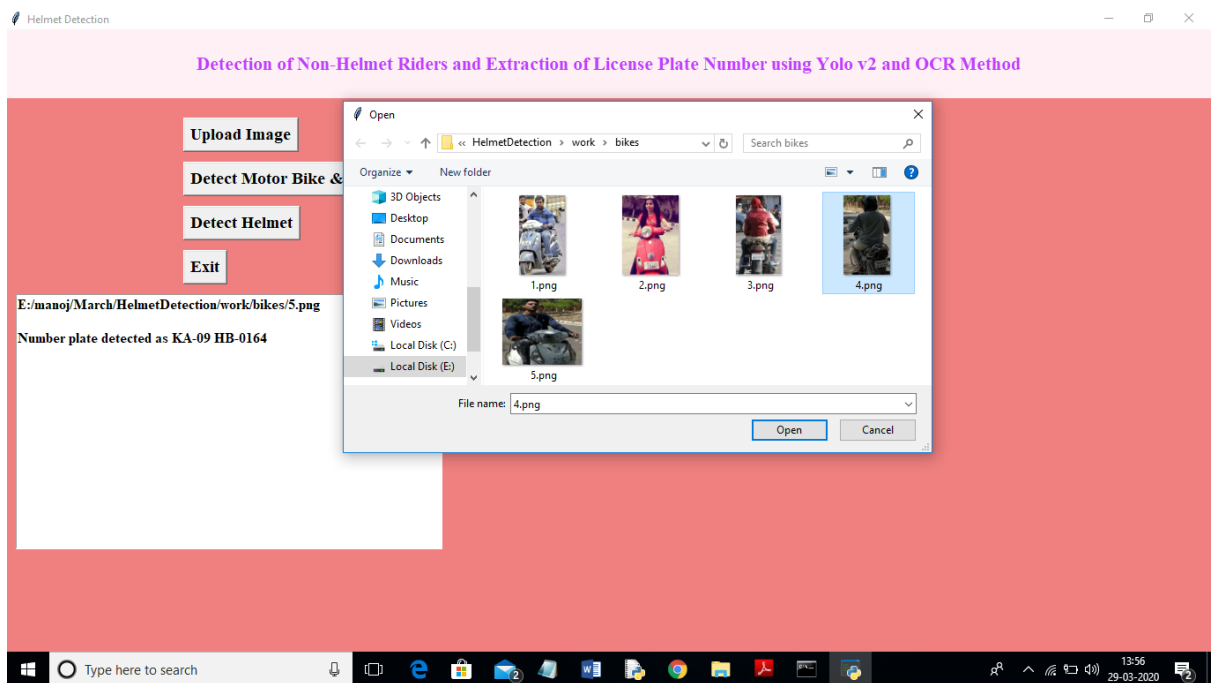 Helmet Detection
Detection of Non-Helmet Riders and Extraction of License Plate Number using Yolo v2 and OCR Method
Upload Image
Detect Motor Bike &
Detect Helmet
Exit
E:/manoj/March/HelmetDetection/work/bikes/5.png
Number plate detected as KA-09 HB-0164
Open
« HelmetDetection › work › bikes
Search bikes
Organize
New folder
3D Objects
Desktop
Documents
Downloads
Music
Pictures
Videos
Local Disk (C:)
Local Disk (E:)
1.png
2.png
3.png
4.png
5.png
File name: 4.png
Open
Cancel
Type here to search
13:56
29-03-2020